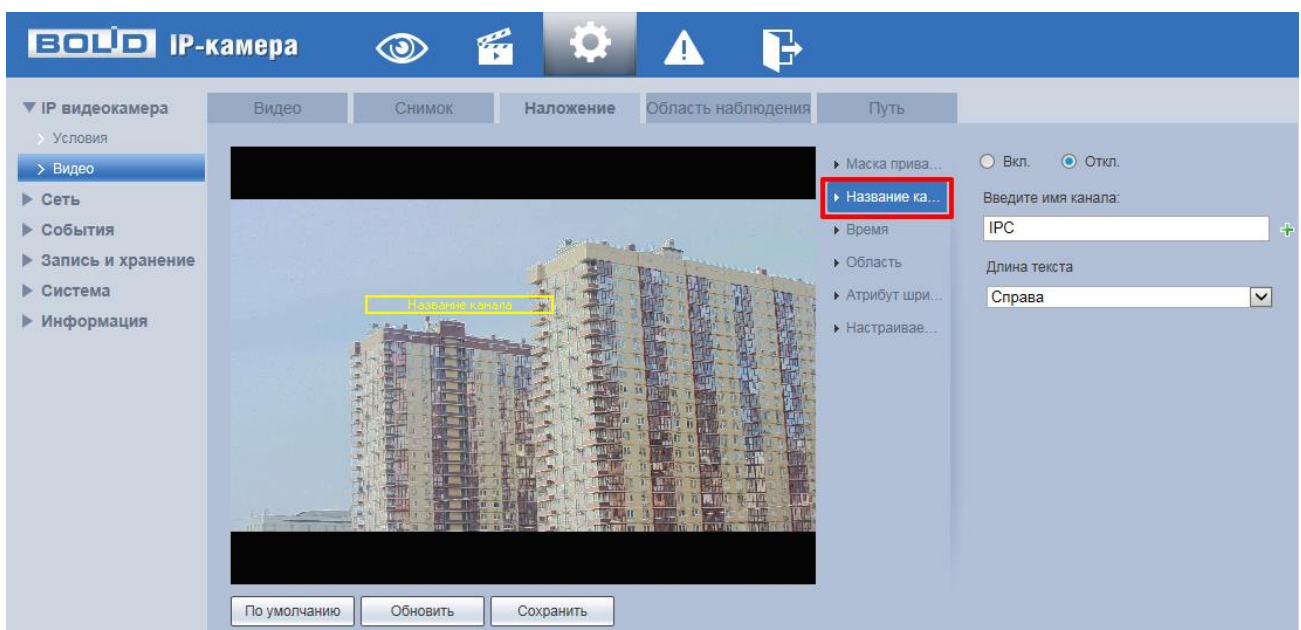 BOLID IP-камера
IP видеокамера
Условия
Видео
Сеть
События
Запись и хранение
Система
Информация
Видео
Снимок
Наложение
Область наблюдения
Путь
Название канала
Маска прива...
Название ка...
Время
Область
Атрибут шри...
Настраивае...
Вкл.
Откл.
Введите имя канала:
IPC
Длина текста
Справа
По умолчанию
Обновить
Сохранить